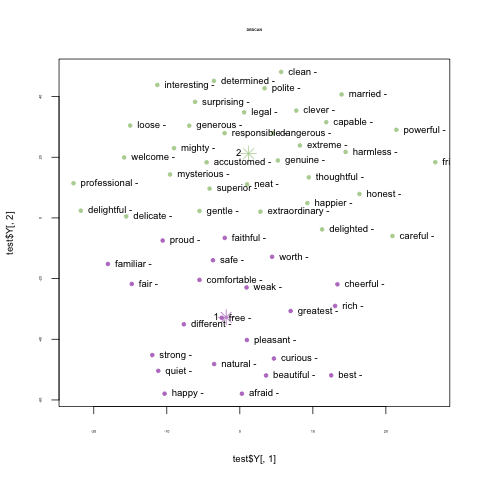 DBSCAN
clean -
interesting -
determined -
polite -
married -
surprising -
legal -
clever -
loose -
generous -
capable -
responsible -
dangerous -
powerful -
mighty -
extreme -
2
harmless -
welcome -
accustomed -
genuine -
fri
mysterious -
thoughtful -
professional -
superior -
neat -
honest -
happier -
delightful -
delicate -
gentle -
extraordinary -
delighted -
careful -
proud -
faithful -
familiar -
safe -
worth -
fair -
comfortable -
weak -
cheerful -
rich -
greatest -
1
free -
different -
pleasant -
strong -
curious -
quiet -
natural -
beautiful -
best -
happy -
afraid -
test$Y[, 2]
test$Y[, 1]